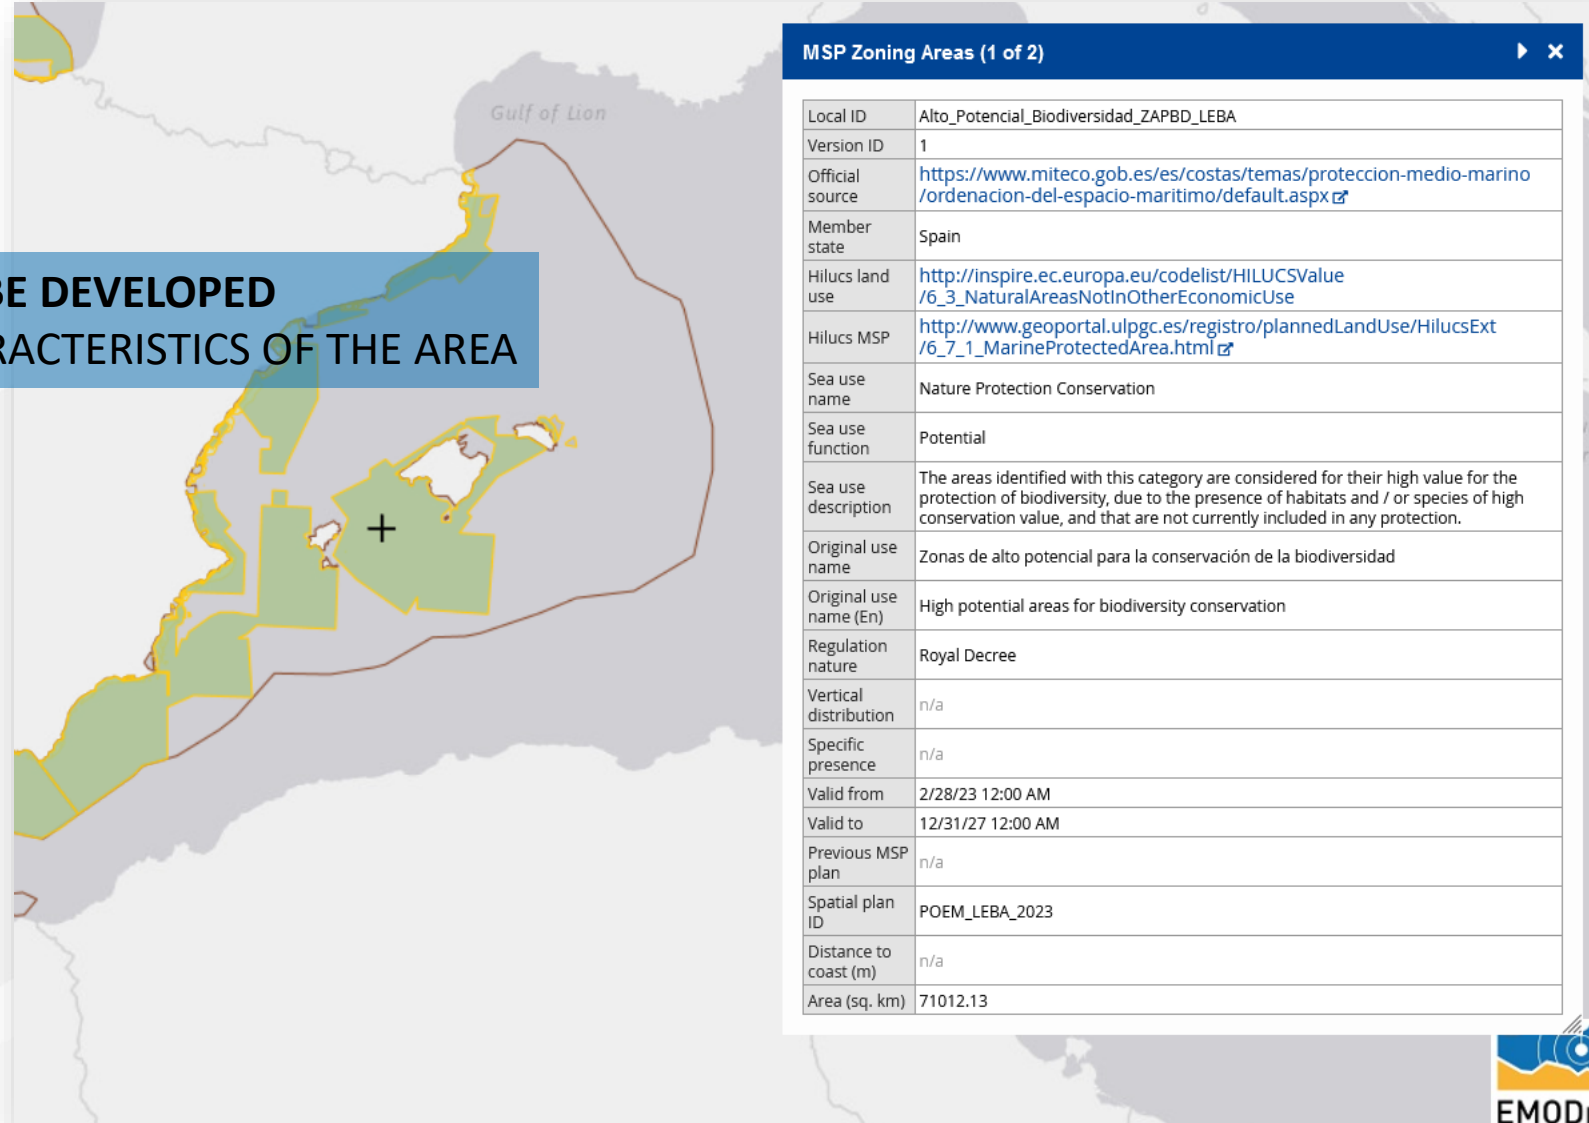 Gulf of Lion
BE DEVELOPED
RACTERISTICS OF THE AREA
MSP Zoning Areas (1 of 2)
Local ID Alto_Potencial_Biodiversidad_ZAPBD_LEBA
Version ID 1
Official source https://www.miteco.gob.es/es/costas/temas/proteccion-medio-marino
/ordenacion-del-espacio-maritimo/default.aspx
Member state Spain
Hilucs land use http://inspire.ec.europa.eu/codelist/HILUCSValue
/6_3_NaturalAreasNotInOtherEconomicUse
Hilucs MSP http://www.geoportal.ulpgc.es/registro/plannedLandUse/HilucsExt
/6_7_1_MarineProtectedArea.html
Sea use name Nature Protection Conservation
Sea use function Potential
Sea use description The areas identified with this category are considered for their high value for the
protection of biodiversity, due to the presence of habitats and / or species of high
conservation value, and that are not currently included in any protection.
Original use name Zonas de alto potencial para la conservación de la biodiversidad
Original use name (En) High potential areas for biodiversity conservation
Regulation nature Royal Decree
Vertical distribution n/a
Specific presence n/a
Valid from 2/28/23 12:00 AM
Valid to 12/31/27 12:00 AM
Previous MSP plan n/a
Spatial plan ID POEM_LEBA_2023
Distance to coast (m) n/a
Area (sq. km) 71012.13
EMOD